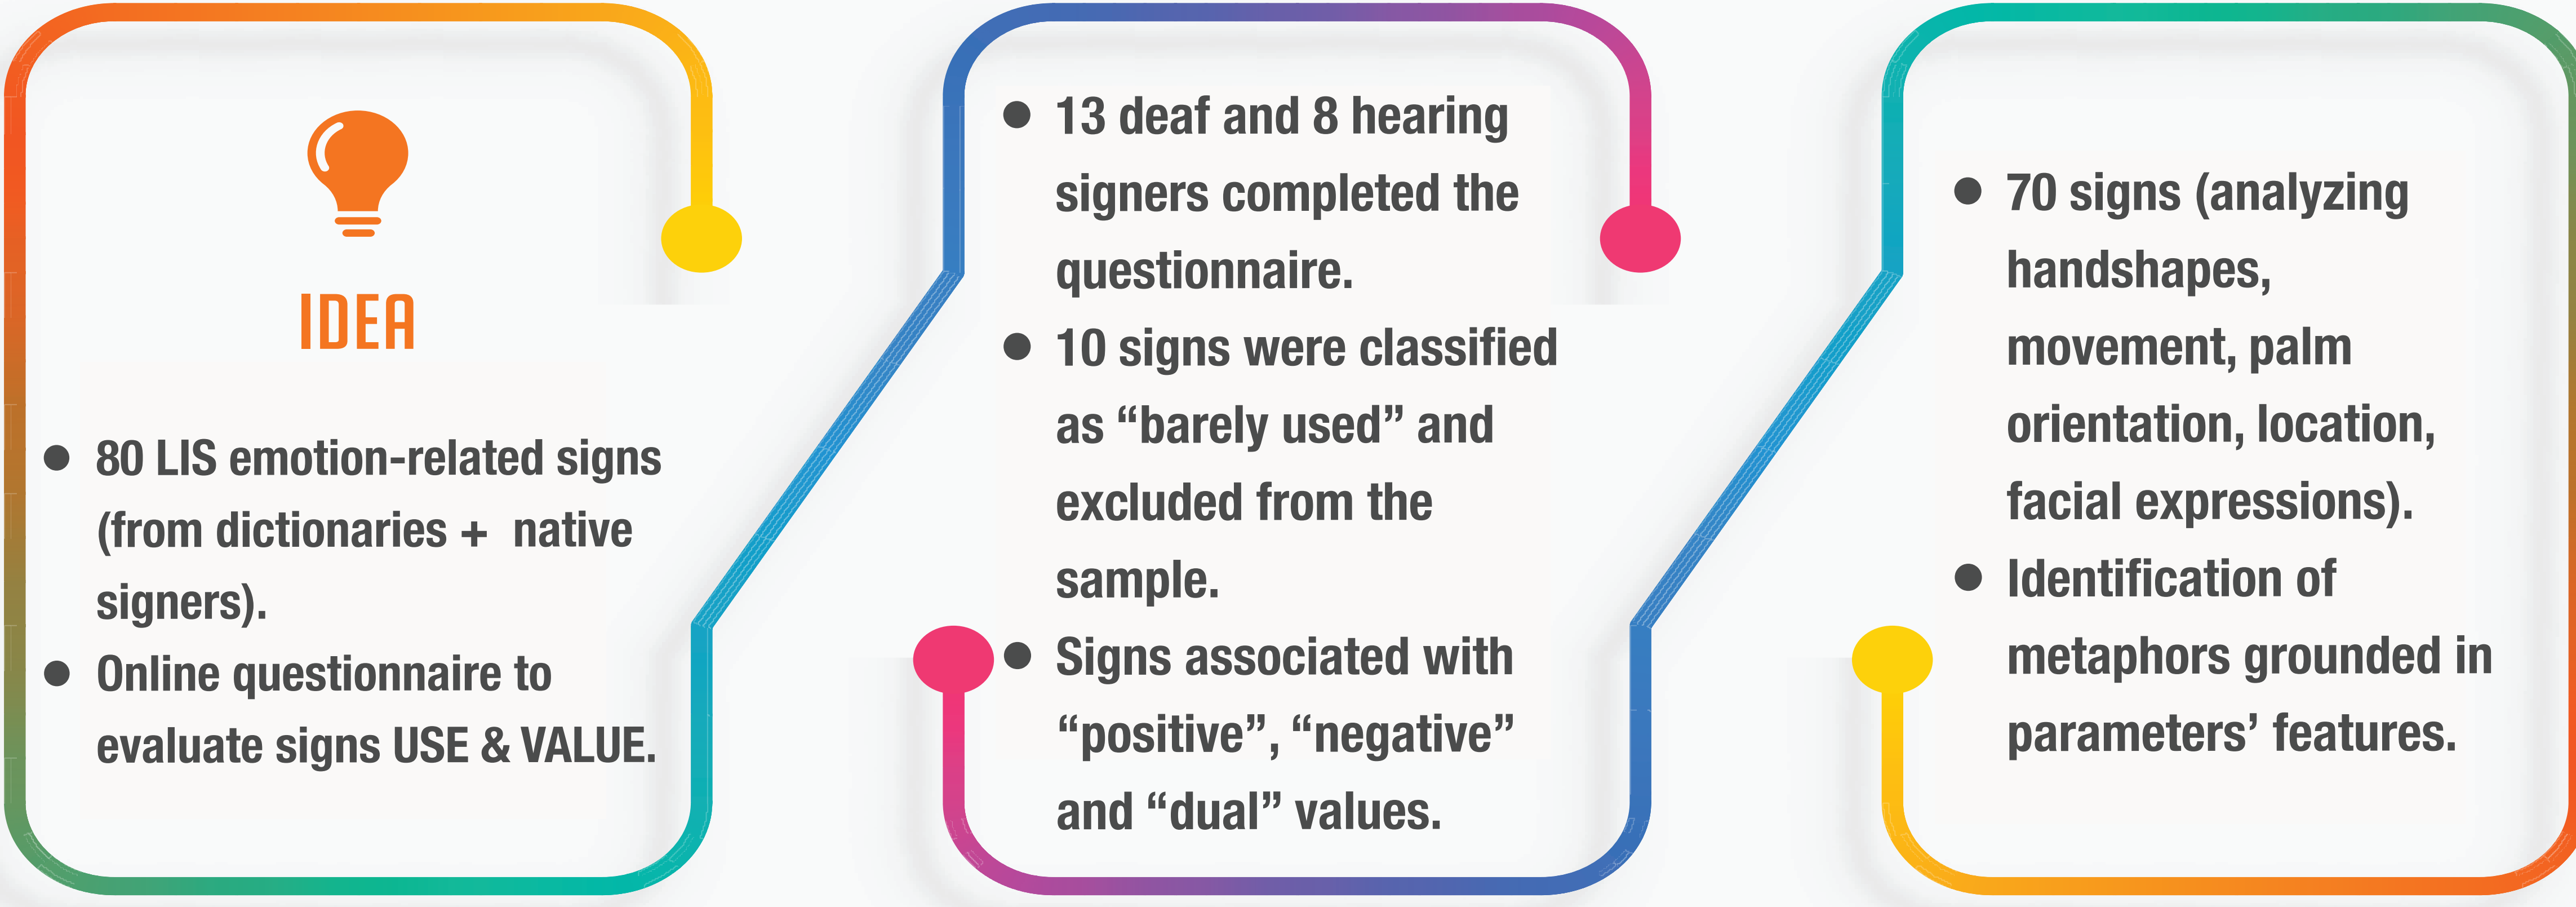 IDEA
● 80 LIS emotion-related signs
(from dictionaries + native
signers).
● Online questionnaire to
evaluate signs USE & VALUE.
● 13 deaf and 8 hearing
signers completed the
questionnaire.
● 10 signs were classified
as “barely used” and
excluded from the
sample.
● Signs associated with
“positive”, “negative”
and “dual” values.
● 70 signs (analyzing
handshapes,
movement, palm
orientation, location,
facial expressions).
● Identification of
metaphors grounded in
parameters’ features.